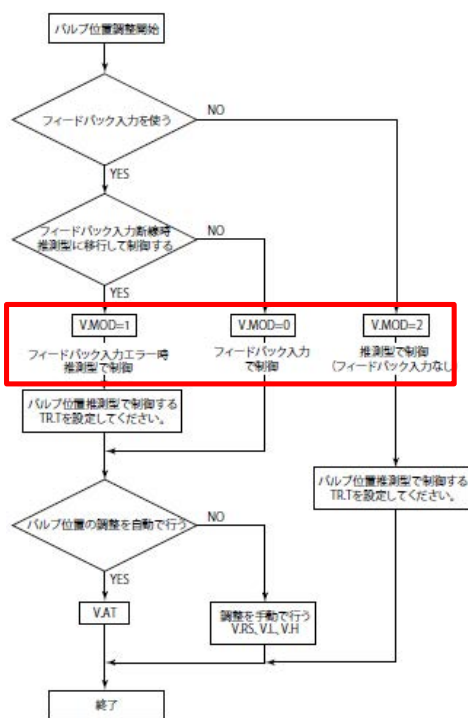 バルブ位置調整開始
フィードバック入力を使う
NO
YES
フィードバック入力断線時
推測型に移行して制御する
NO
YES
V.MOD=1
V.MOD=0
V.MOD=2
フィードバック入力エラー時
推測型で制御
フィードバック入力
で制御
推測型で制御
(フィードバック入力なし
バルブ位置推測型で制御する
TR.Tを設定してください。
バルブ位置推測型で制御する
TR.Tを設定してください。
バルブ位置の調整を自動で行う
NO
YES
V.AT
調整を手動で行う
V.RS、V.L、V.H
終了